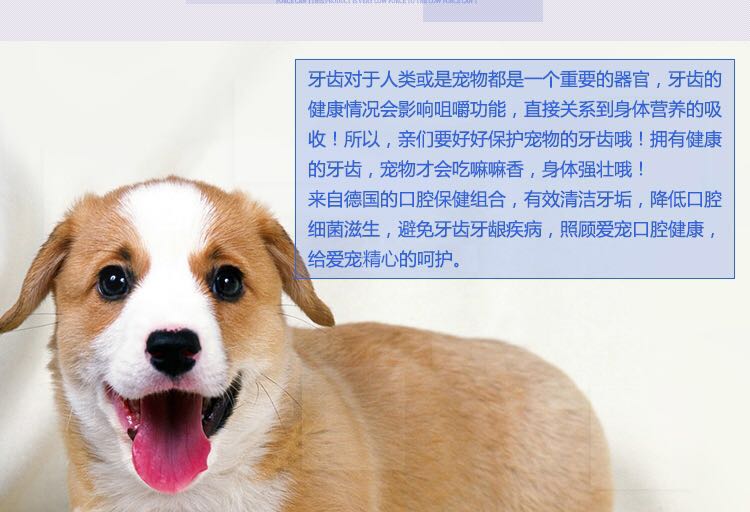 牙齿对于人类或是宠物都是一个重要的器官，牙齿的
健康情况会影响咀嚼功能，直接关系到身体营养的吸
收！所以，亲们要好好保护宠物的牙齿哦！拥有健康
的牙齿，宠物才会吃嘛嘛香，身体强壮哦！
来自德国的口腔保健组合，有效清洁牙垢，降低口腔
细菌滋生，避免牙齿牙龈疾病，照顾爱宠口腔健康，
给爱宠精心的呵护。